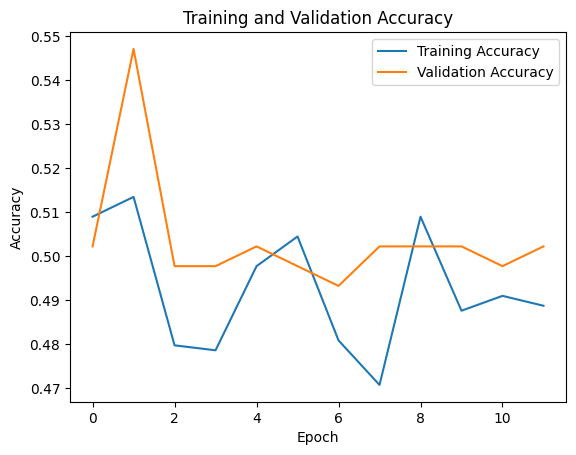 Training and Validation Accuracy
0.55
0.54
0.53
0.52
0.51
0.50
0.49
0.48
0.47
Accuracy
Training Accuracy
Validation Accuracy
0 2 4 6 8 10
Epoch